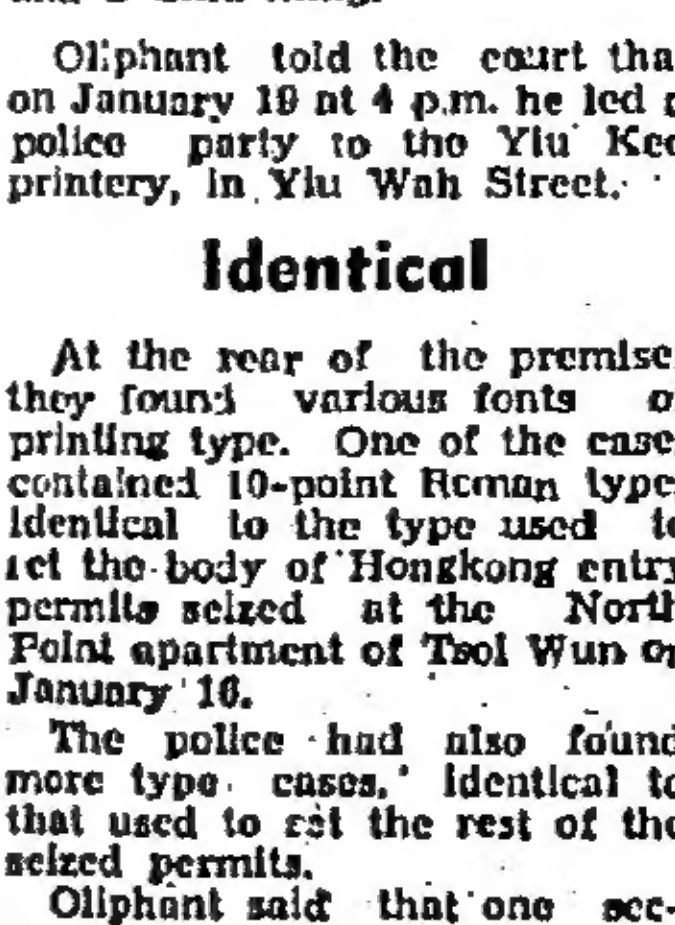 Oliphant told the court tha
on January 19 at 4 p.m. he led
police party to the Yiu Kee
printery, in Yiu Wah Street.
Identical
At the rear of the premise
they found various fonts o
printing type. One of the case
contained 10-point Roman type
identical to the type used to
set the body of Hongkong entry
permits seized at the North
Point apartment of Tsoi Wun on
January 16.
The police had also found
more type cases, identical to
that used to set the rest of the
seized permits.
Oliphant said that one sec-